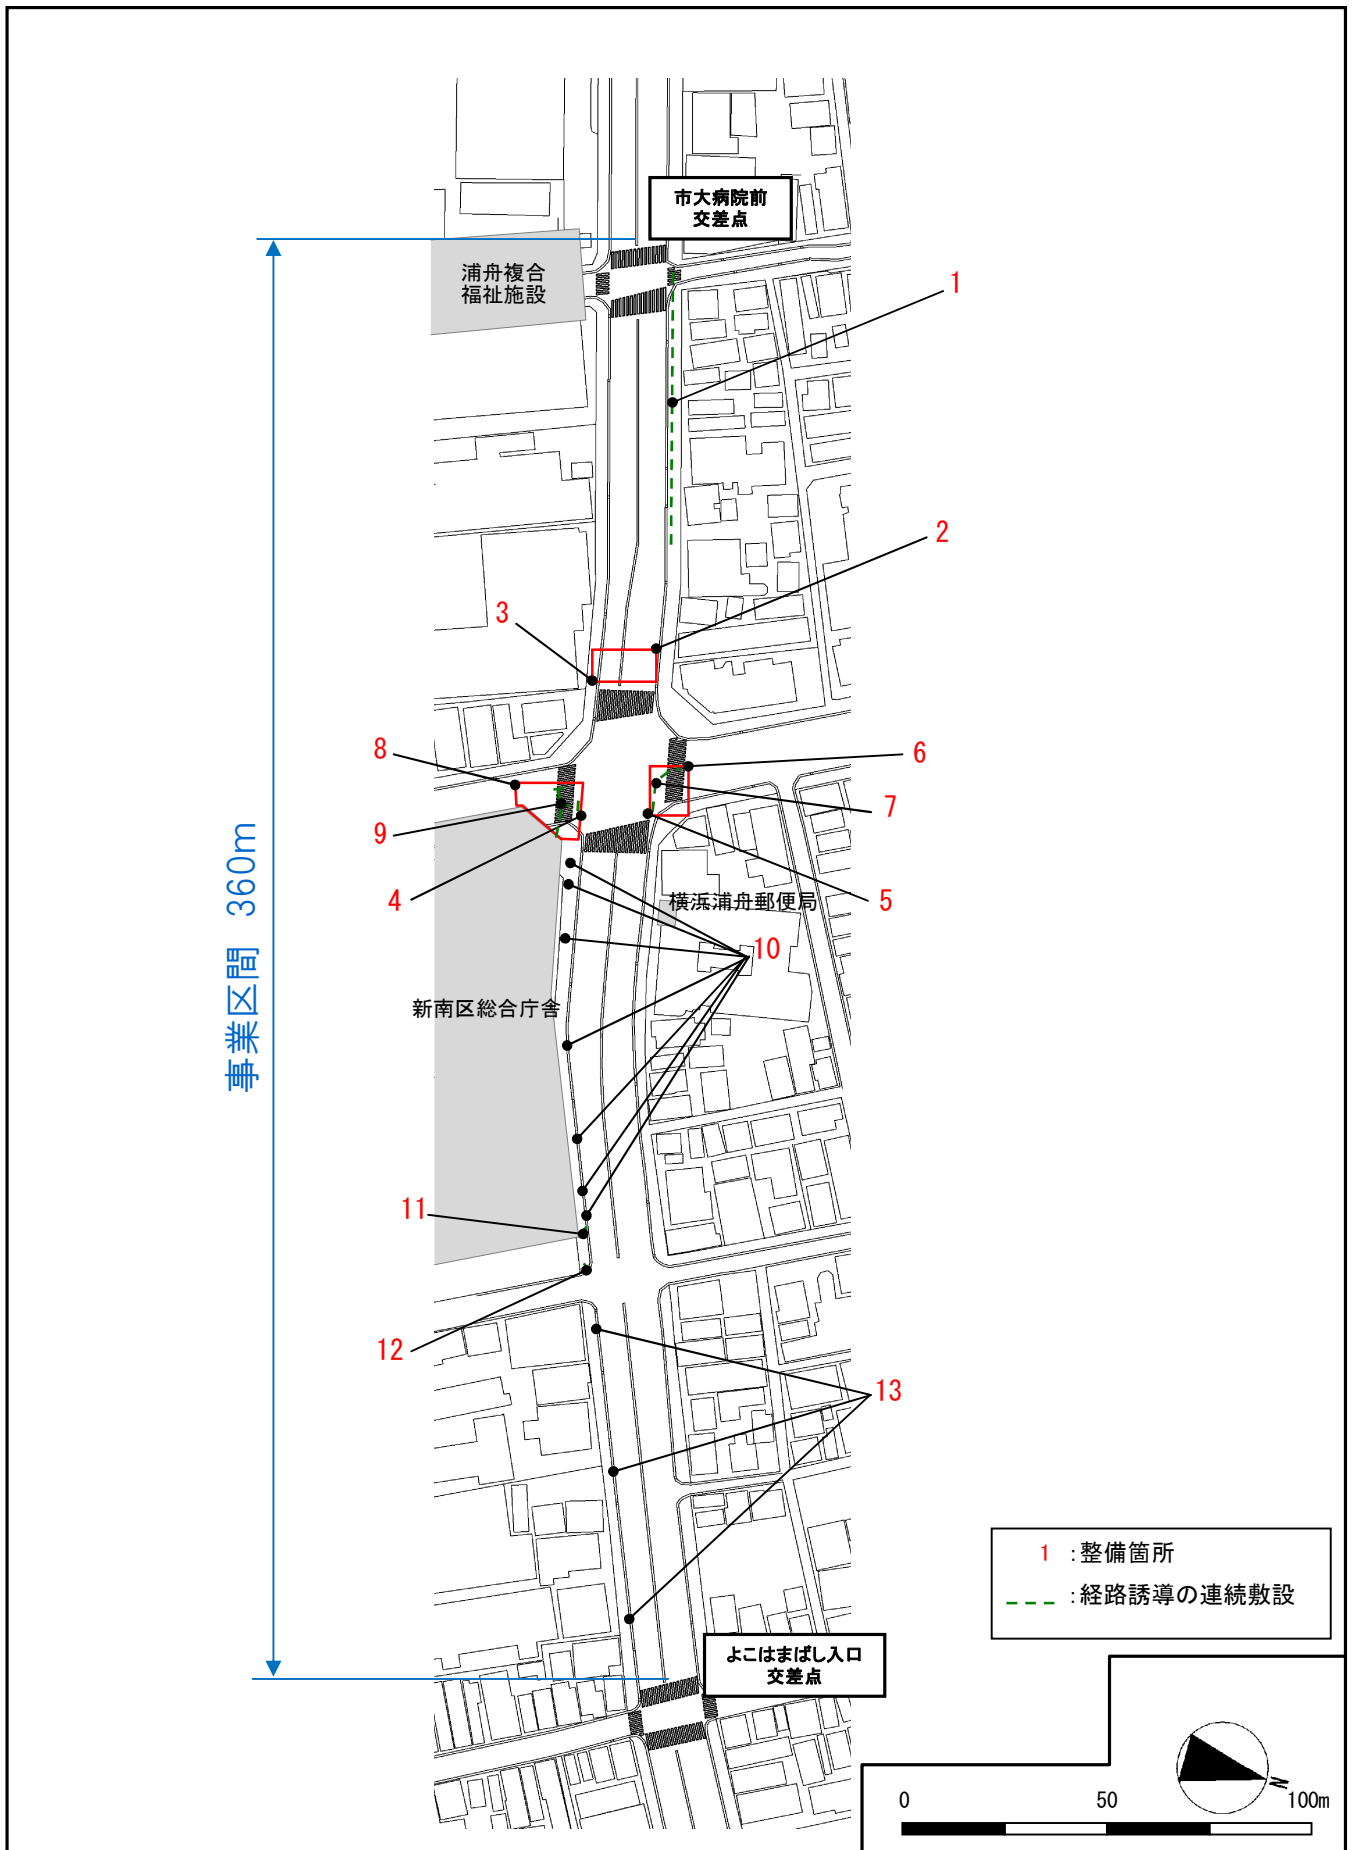 市大病院前
交差点
浦舟複合
福祉施設
1
2
3
8
6
7
9
4
5
横浜浦舟郵便局
10
新南区総合庁舎
事業区間 360m
11
12
13
1 :整備箇所
:経路誘導の連続敷設
よこはまばし入口
交差点
N
0 50 100m